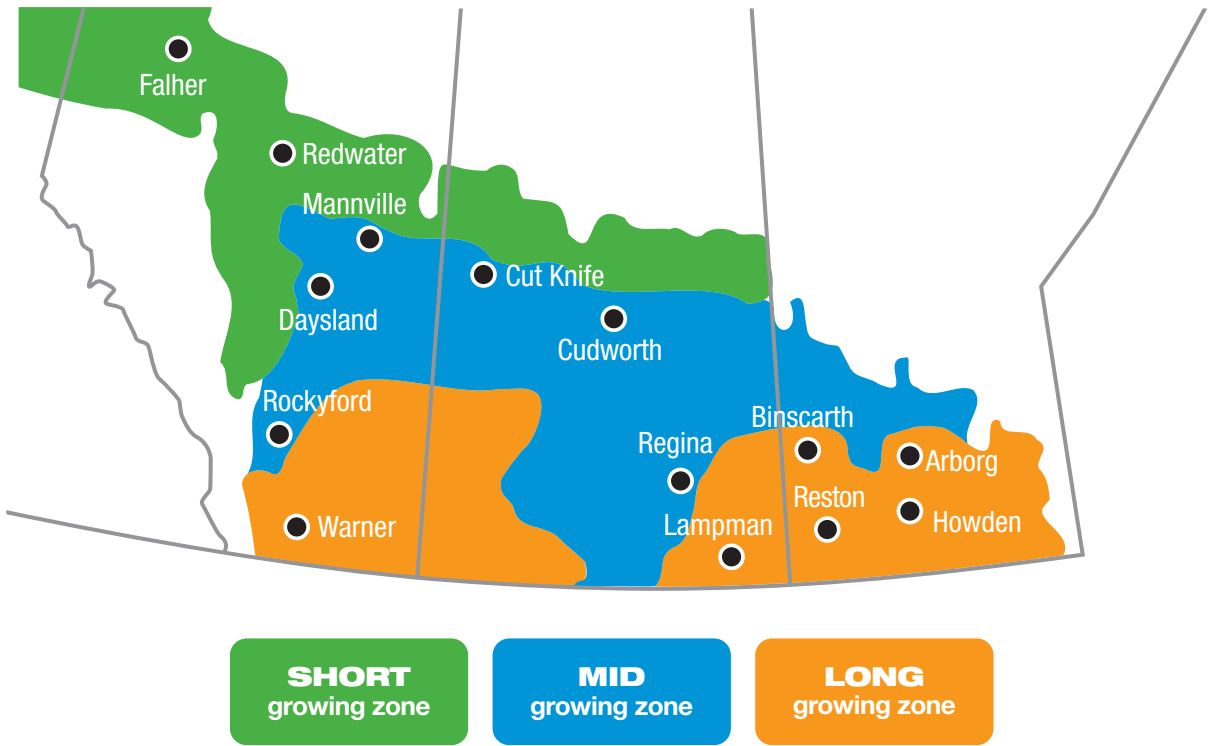 Falher
Redwater
Mannville
Cut Knife
Daysland
Cudworth
Rockyford
Binscarth
Regina
Arborg
Reston
Howden
Lampman
Warner
SHORT
growing zone
MID
growing zone
LONG
growing zone